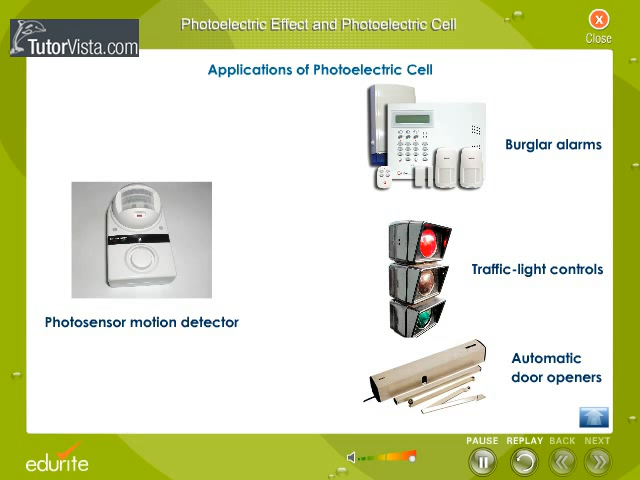 Photoelectric Effect and Photoelectric Cell
X
Close
TutorVista.com
Applications of Photoelectric Cell
Burglar alarms
Traffic-light controls
Photosensor motion detector
Automatic
door openers
PAUSE REPLAY BACK NEXT
edurite